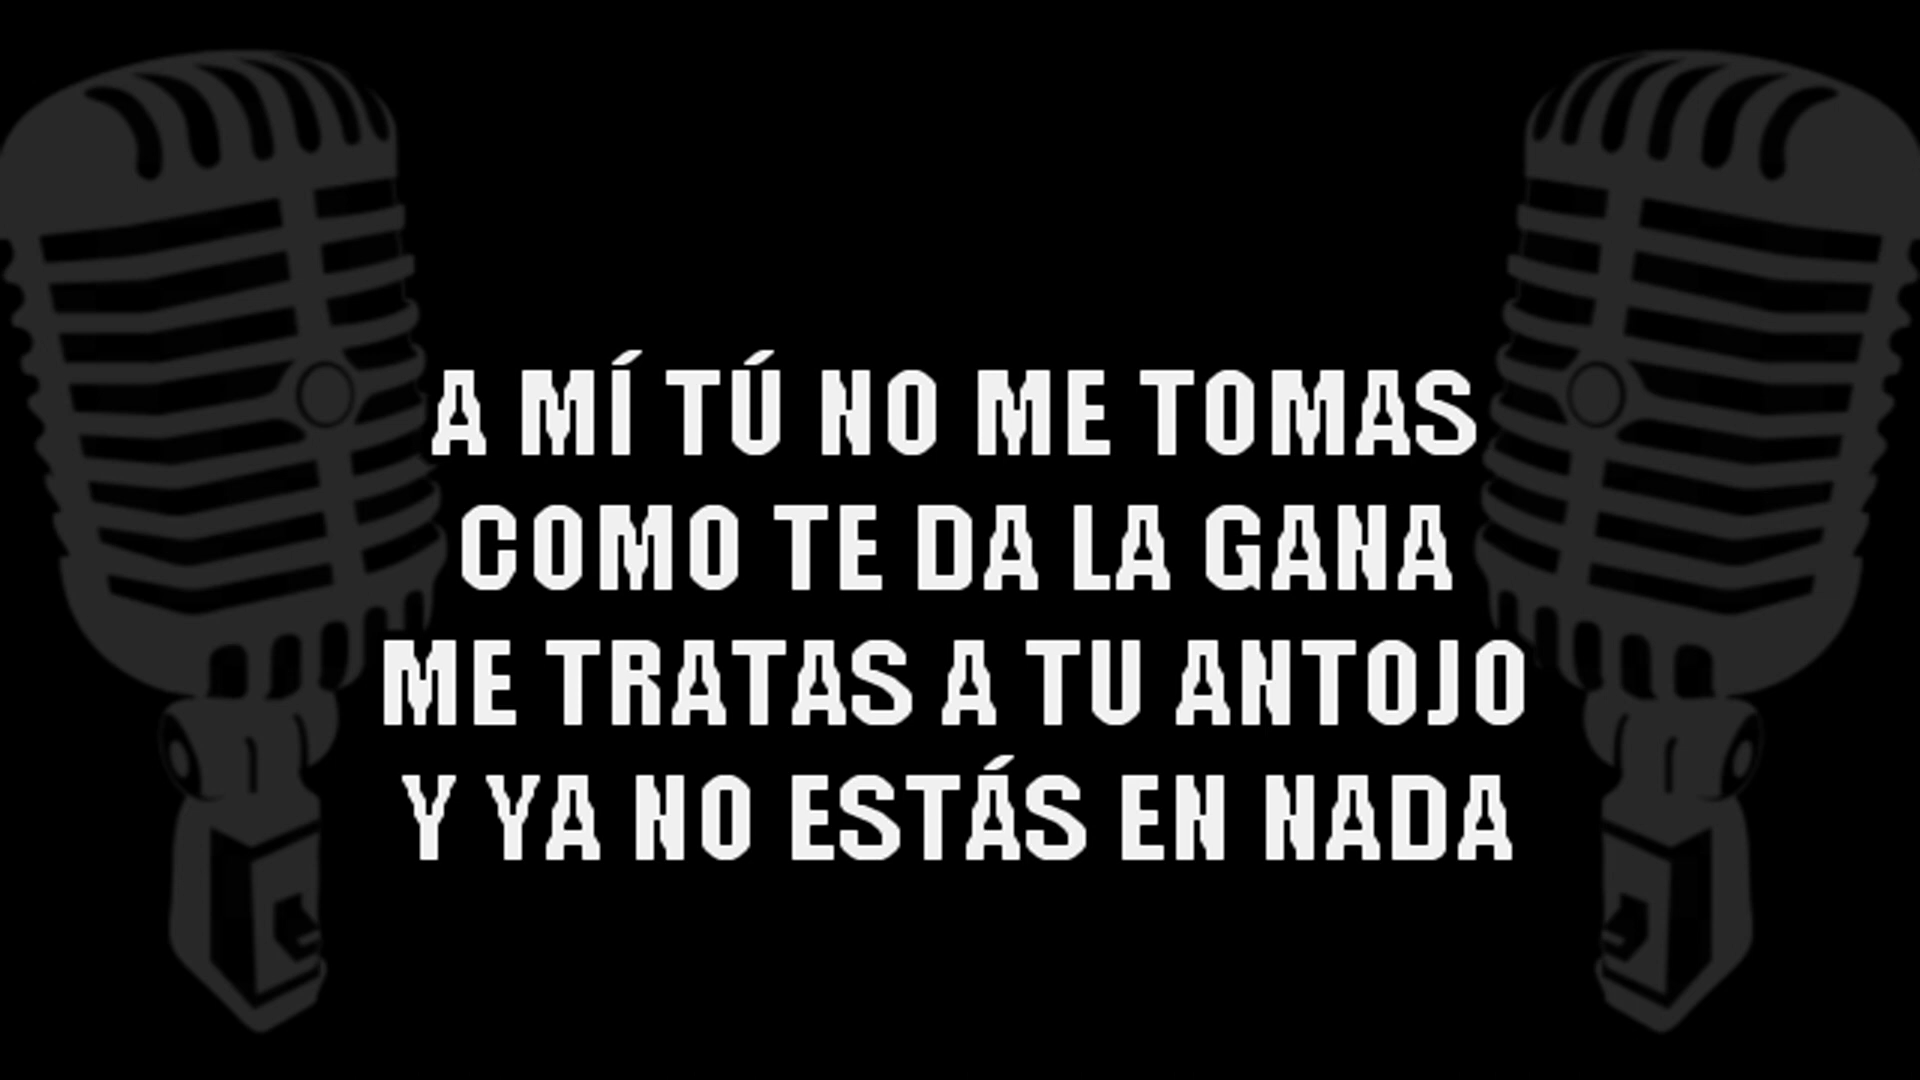 A MÍ TÚ NO ME TOMAS
COMO TE DA LA GANA
ME TRATAS A TU ANTOJO
Y YA NO ESTÁS EN NADA